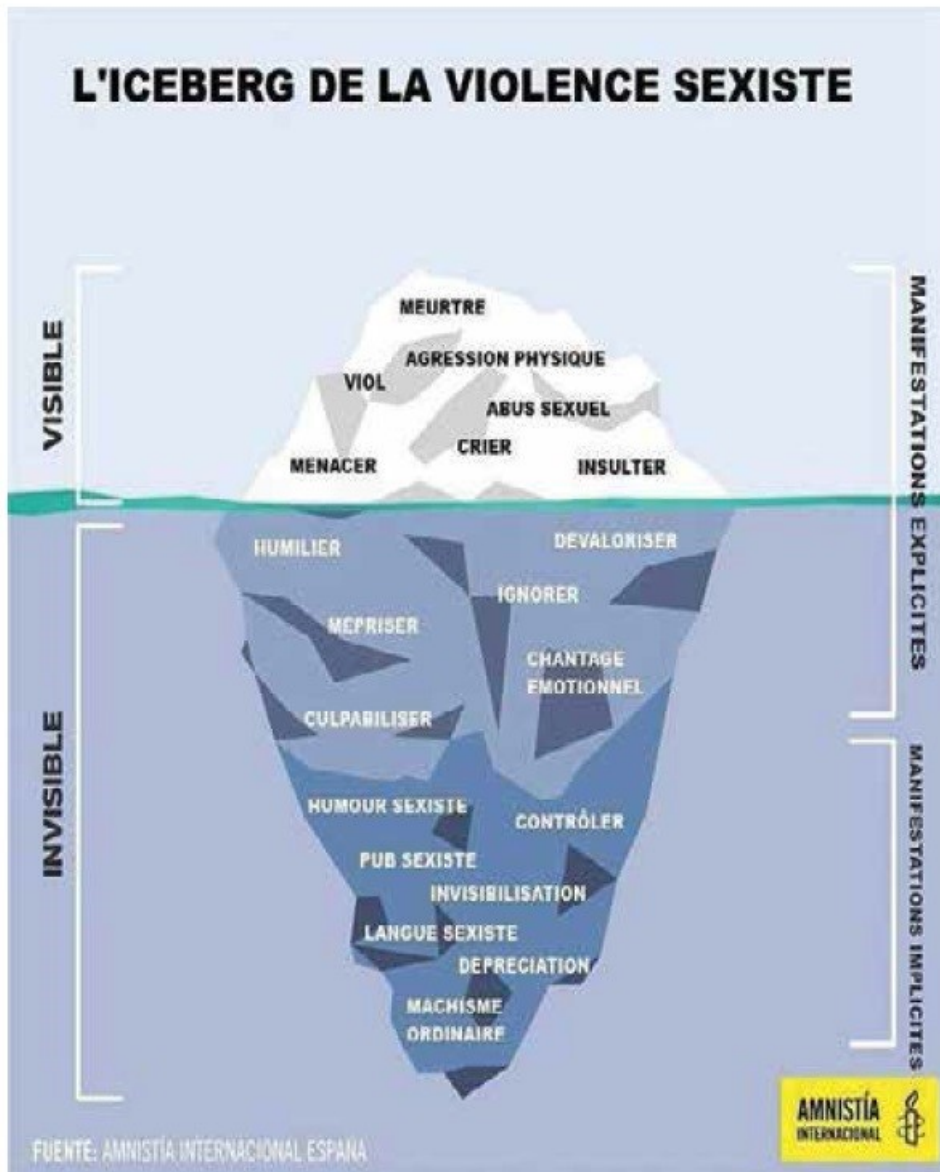 L'ICEBERG DE LA VIOLENCE SEXISTE
VISIBLE
MANIFESTATIONS EXPLICITES
MEURTRE
AGRESSION PHYSIQUE
VIOL
ABUS SEXUEL
CRIER
MENACER
INSULTER
INVISIBLE
HUMILIER
DEVALORISER
IGNORER
MEPRISER
CHANTAGE
EMOTIONNEL
CULPABILISER
MANIFESTATIONS IMPLICITES
HUMOUR SEXISTE
CONTRÔLER
PUB SEXISTE
INVISIBILISATION
LANGUE SEXISTE
DEPRECIATION
MACHISME
ORDINAIRE
AMNISTÍA
INTERNACIONAL
FUENTE: AMNISTÍA INTERNACIONAL ESPAÑA